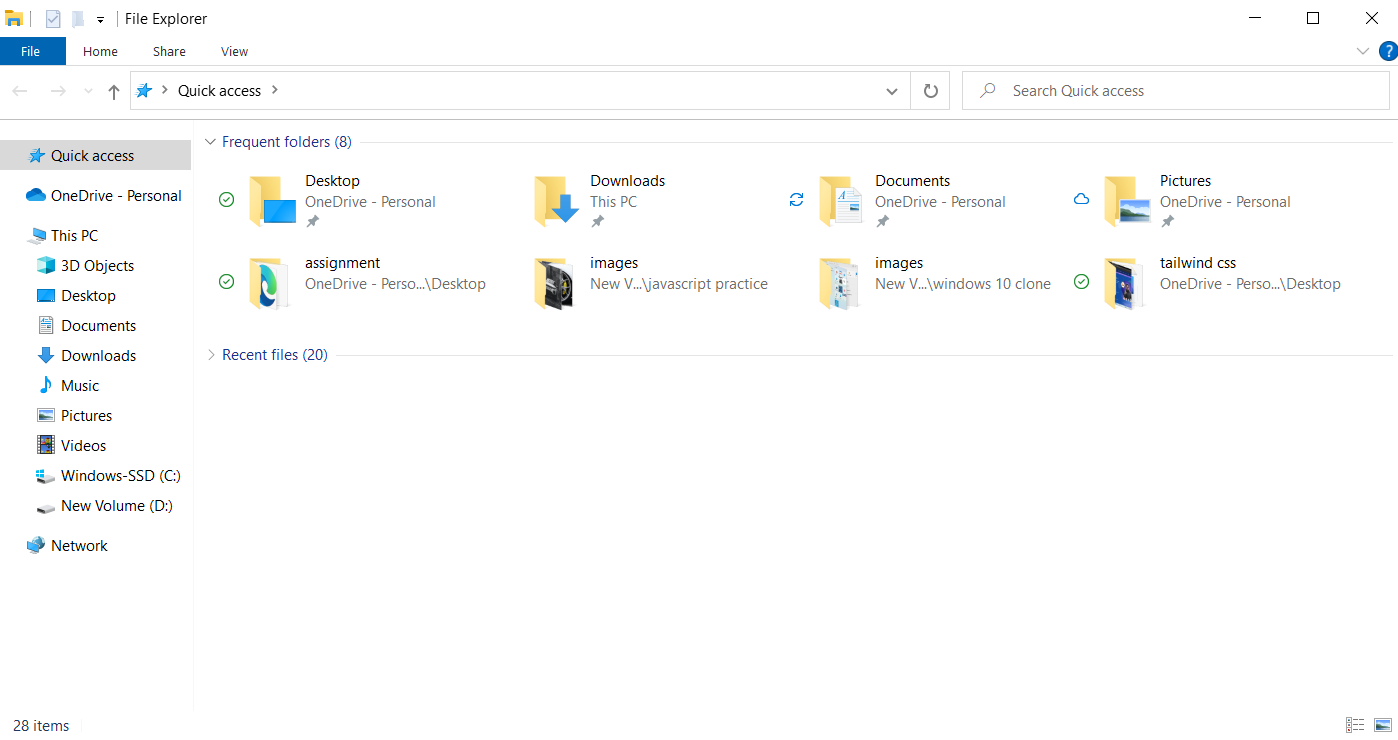 File Explorer
File Home Share View
?
Quick access
Search Quick access
Quick access
OneDrive - Personal
This PC
3D Objects
Desktop
Documents
Downloads
Music
Pictures
Videos
Windows-SSD (C:)
New Volume (D:)
Network
Frequent folders (8)
Desktop
OneDrive - Personal
Downloads
This PC
Documents
OneDrive - Personal
Pictures
OneDrive - Personal
assignment
OneDrive - Perso...\Desktop
images
New V...\javascript practice
images
New V...\windows 10 clone
tailwind css
OneDrive - Perso...\Desktop
Recent files (20)
28 items